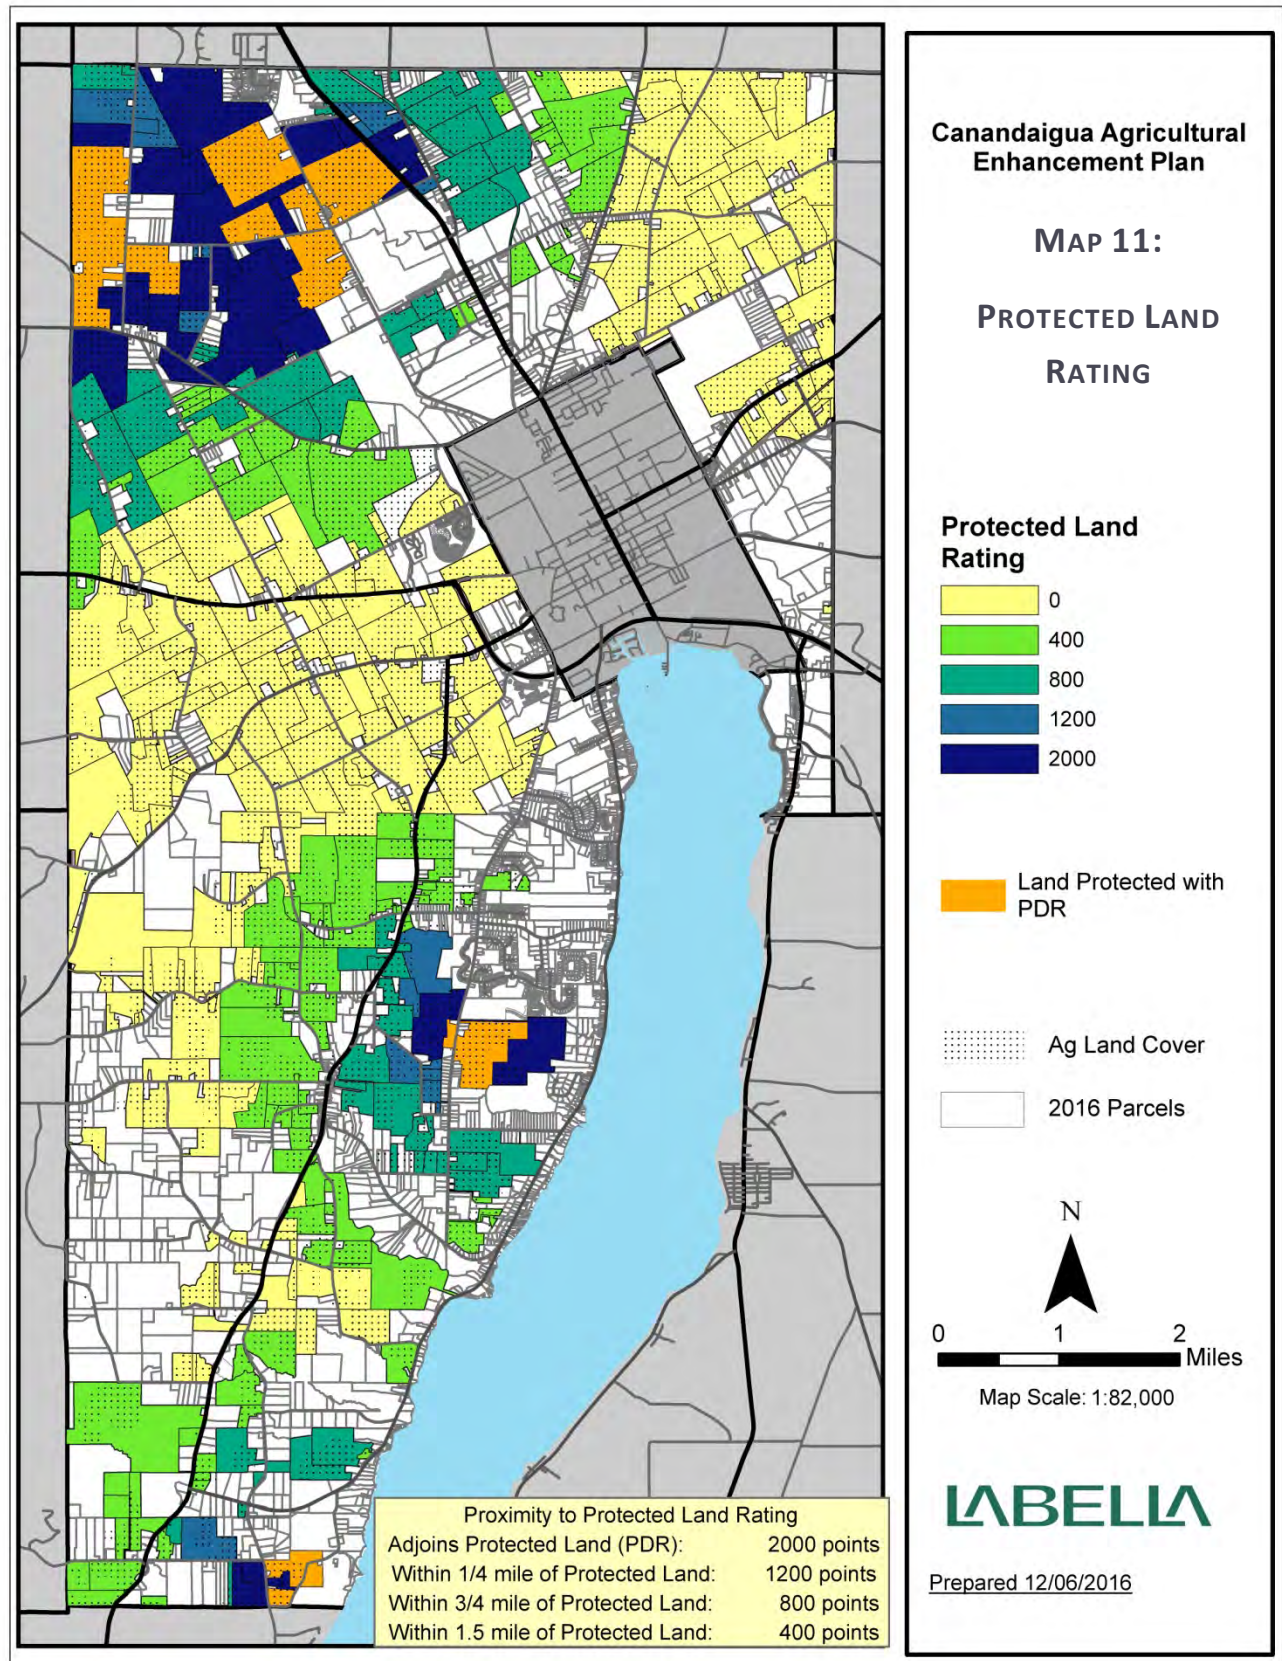 Canandaigua Agricultural
Enhancement Plan
MAP 11:
PROTECTED LAND
RATING
Protected Land
Rating
0
400
800
1200
2000
Land Protected with
PDR
Ag Land Cover
2016 Parcels
N
0 1 2
Miles
Map Scale: 1:82,000
LABELLA
Prepared 12/06/2016
Proximity to Protected Land Rating
Adjoins Protected Land (PDR): 2000 points
Within 1/4 mile of Protected Land: 1200 points
Within 3/4 mile of Protected Land: 800 points
Within 1.5 mile of Protected Land: 400 points